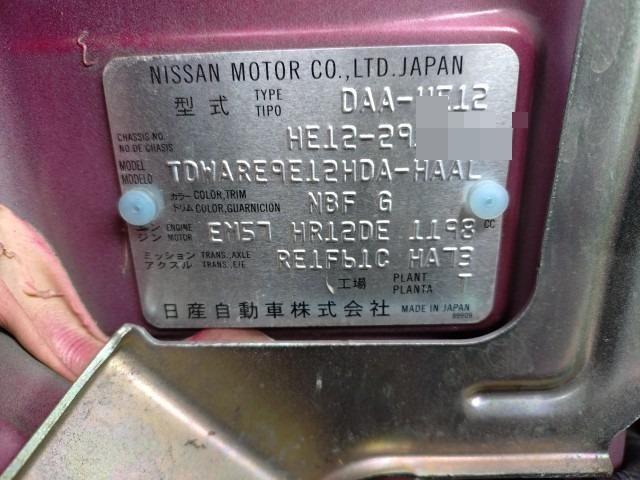 NISSAN MOTOR CO.,LTD.JAPAN
型式 TYPE TIPO DAA-HE12
CHASSIS NO. NO.DE CHASSIS HE12-29
MODEL MODELO TDWARE9E12HDA-HAAL
カラー トリム COLOR,TRIM COLOR,GUARNICION NBF G
エンジン ENGINE MOTOR EM57 HR12DE 1198 CC
ミッション アクスル TRANS.,AXLE TRANS.,EJE RE1F61C HA73
工場 PLANT PLANTA T
日産自動車株式会社 MADE IN JAPAN